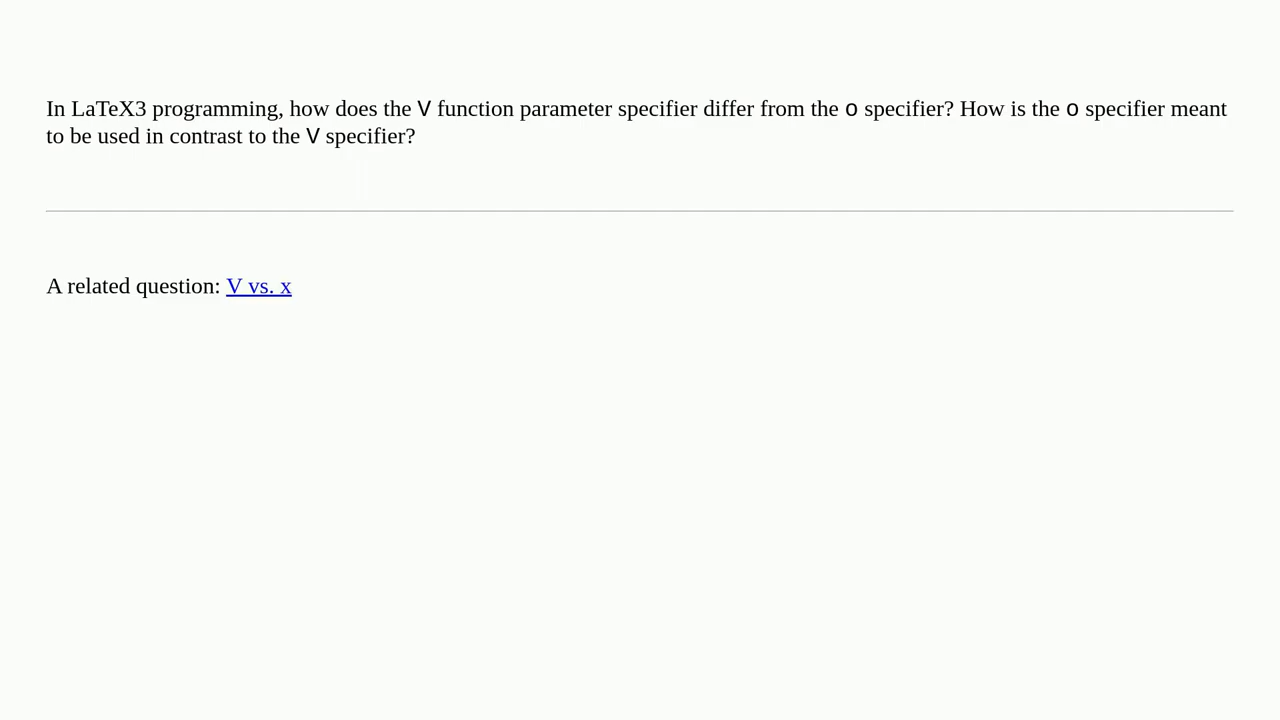 In LaTeX3 programming, how does the V function parameter specifier differ from the o specifier? How is the o specifier meant
to be used in contrast to the V specifier?
A related question: V vs. x